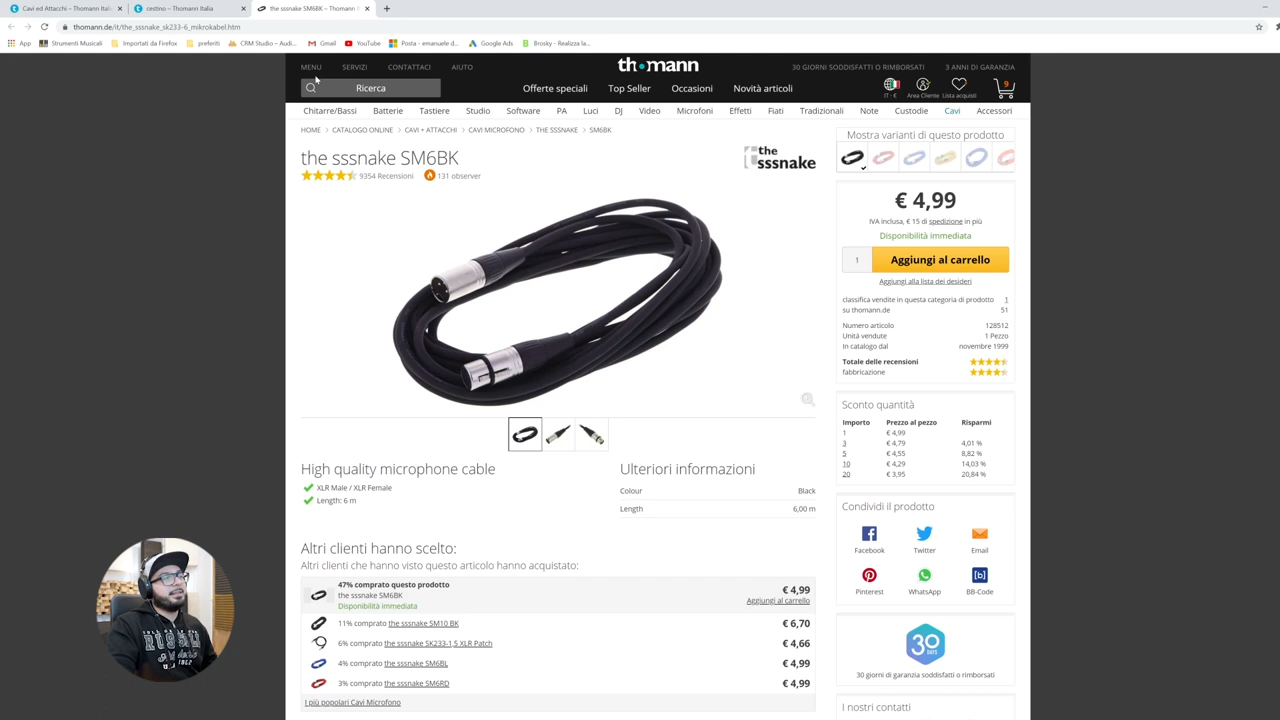 Cavi ed Attacchi – Thomann Itali
cestino – Thomann Italia
the sssnake SM6BK – Thomann I
thomann.de/it/the_sssnake_sk233-6_mikrokabel.htm
App
Strumenti Musicali
Importati da Firefox
preferiti
CRM Studio – Audi...
Gmail
YouTube
Posta - emanuele d...
Google Ads
Brosky - Realizza la...
MENU SERVIZI CONTATTACI AIUTO
th•mann
30 GIORNI SODDISFATTI O RIMBORSATI 3 ANNI DI GARANZIA
Ricerca
Offerte speciali Top Seller Occasioni Novità articoli
IT · € Area Cliente Lista acquisti 9
Chitarre/Bassi Batterie Tastiere Studio Software PA Luci DJ Video Microfoni Effetti Fiati Tradizionali Note Custodie Cavi Accessori
HOME > CATALOGO ONLINE > CAVI + ATTACCHI > CAVI MICROFONO > THE SSSNAKE > SM6BK
the sssnake SM6BK
9354 Recensioni 131 observer
the
sssnake
Mostra varianti di questo prodotto
€ 4,99
IVA inclusa, € 15 di spedizione in più
Disponibilità immediata
1 Aggiungi al carrello
Aggiungi alla lista dei desideri
classifica vendite in questa categoria di prodotto 1
su thomann.de 51
Numero articolo 128512
Unità vendute 1 Pezzo
In catalogo dal novembre 1999
Totale delle recensioni
fabbricazione
Sconto quantità
Importo Prezzo al pezzo Risparmi
1 € 4,99
3 € 4,79 4,01 %
5 € 4,55 8,82 %
10 € 4,29 14,03 %
20 € 3,95 20,84 %
High quality microphone cable
XLR Male / XLR Female
Length: 6 m
Ulteriori informazioni
Colour Black
Length 6,00 m
Condividi il prodotto
Facebook Twitter Email
Pinterest WhatsApp BB-Code
[b]
Altri clienti hanno scelto:
Altri clienti che hanno visto questo articolo hanno acquistato:
47% comprato questo prodotto
the sssnake SM6BK
Disponibilità immediata
€ 4,99
Aggiungi al carrello
11% comprato the sssnake SM10 BK € 6,70
6% comprato the sssnake SK233-1,5 XLR Patch € 4,66
4% comprato the sssnake SM6BL € 4,99
3% comprato the sssnake SM6RD € 4,99
I più popolari Cavi Microfono
30
DAYS
30 giorni di garanzia soddisfatti o rimborsati
I nostri contatti